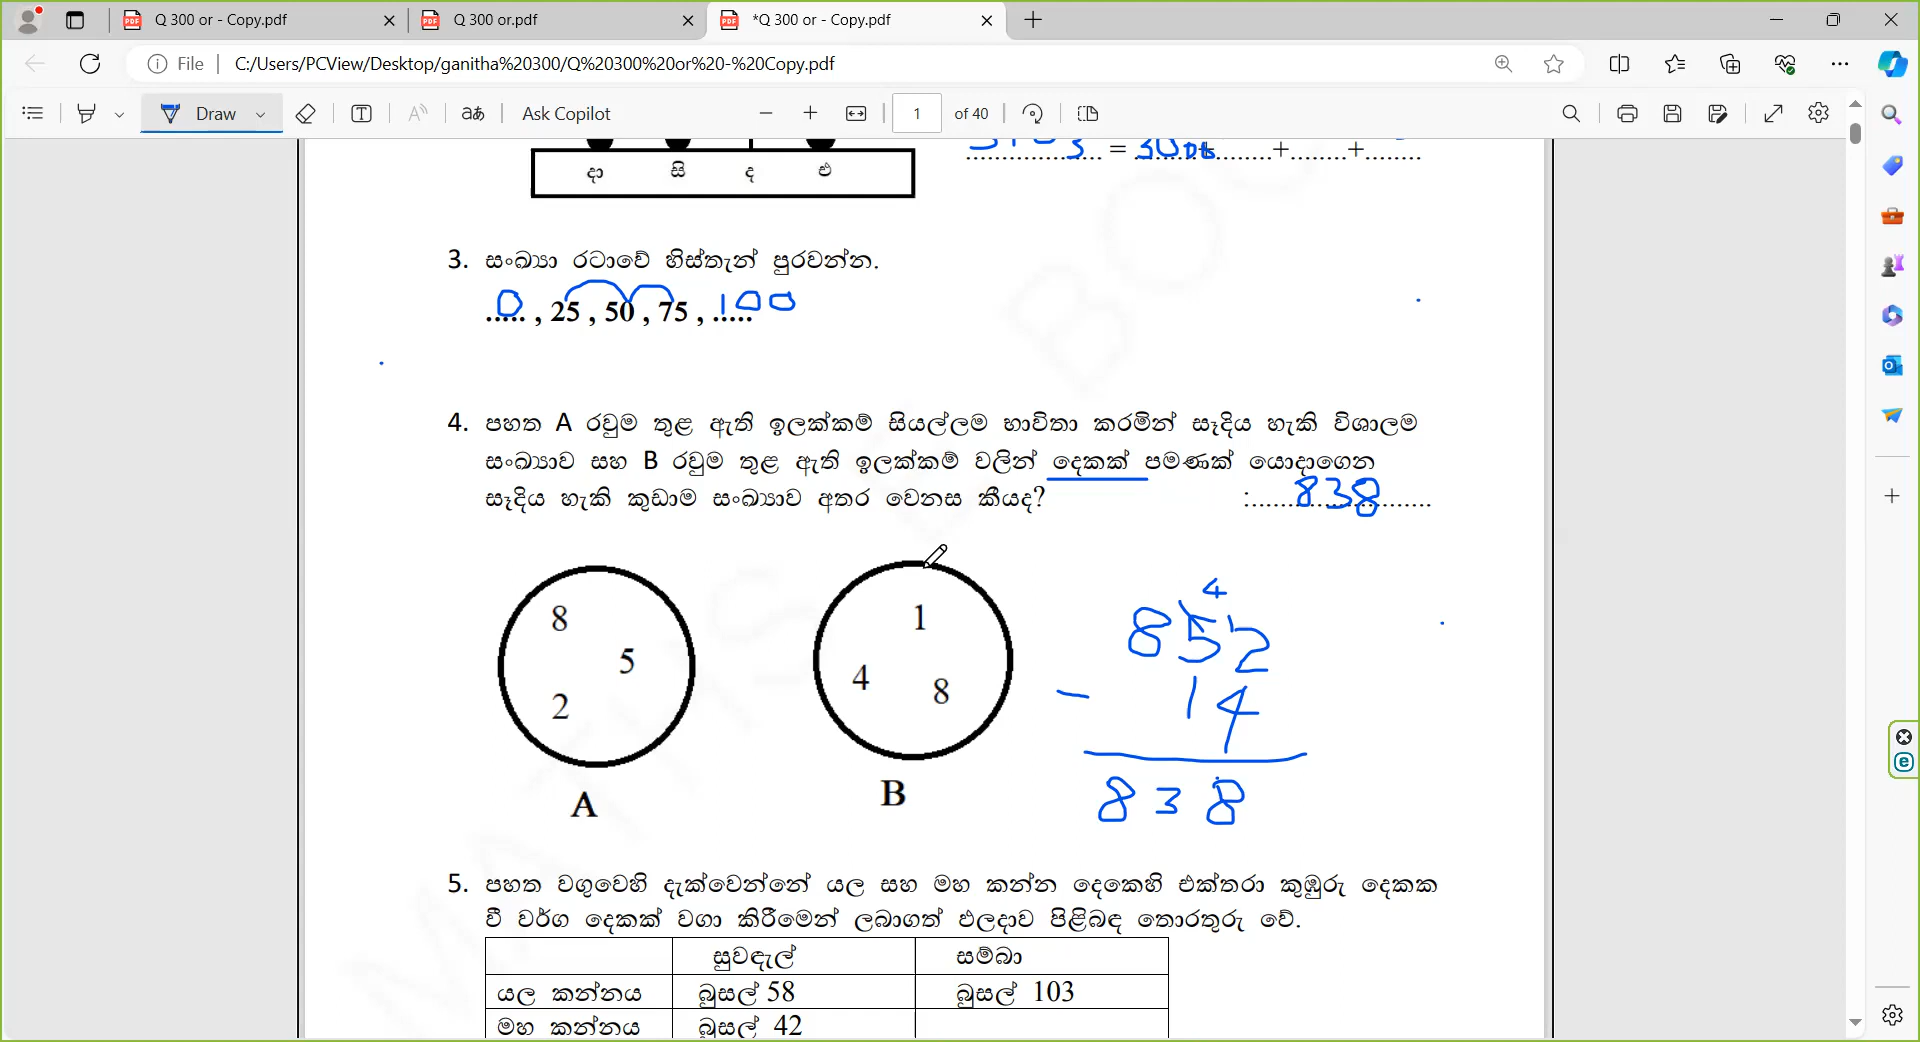 Q 300 or - Copy.pdf
Q 300 or.pdf
*Q 300 or - Copy.pdf
File
C:/Users/PCView/Desktop/ganitha%20300/Q%20300%20or%20-%20Copy.pdf
Draw
T
A
aあ
Ask Copilot
1 of 40
දා සි ද එ
.................... = ........+........+.......+........
3. සංඛ්‍යා රටාවේ හිස්තැන් පුරවන්න.
0 , 25 , 50 , 75 , 100
4. පහත A රවුම තුළ ඇති ඉලක්කම් සියල්ලම භාවිතා කරමින් සෑදිය හැකි විශාලම
සංඛ්‍යාව සහ B රවුම තුළ ඇති ඉලක්කම් වලින් දෙකක් පමණක් යොදාගෙන
සෑදිය හැකි කුඩාම සංඛ්‍යාව අතර වෙනස කීයද? :838
8
5
2
A
1
4
8
B
4
852
- 14
838
5. පහත වගුවෙහි දැක්වෙන්නේ යල සහ මහ කන්න දෙකෙහි එක්තරා කුඹුරු දෙකක
වී වර්ග දෙකක් වගා කිරීමෙන් ලබාගත් ඵලදාව පිළිබඳ තොරතුරු වේ.
සුවඳැල් සම්බා
යල කන්නය බුසල් 58 බුසල් 103
මහ කන්නය බුසල් 42